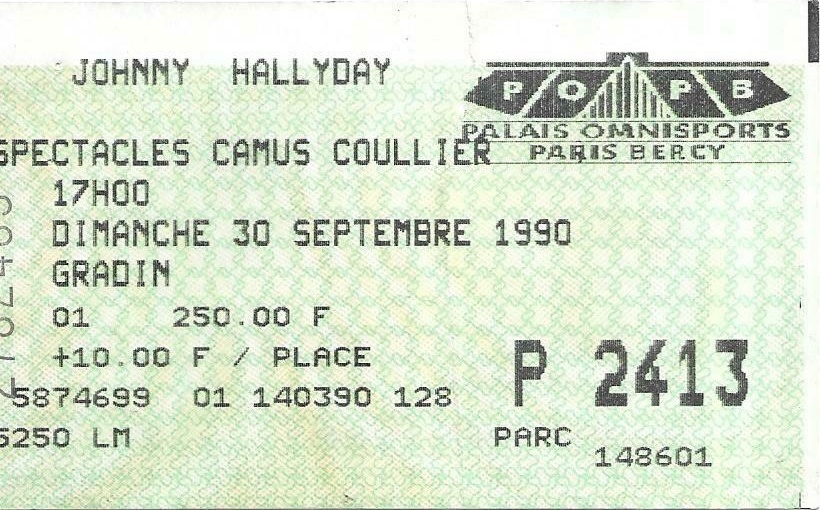 JOHNNY HALLYDAY
P O P B
PALAIS OMNISPORTS
PARIS BERCY
SPECTACLES CAMUS COULLIER
17H00
DIMANCHE 30 SEPTEMBRE 1990
GRADIN
01 250.00 F
+10.00 F / PLACE
P 2413
5874699 01 140390 128
5250 LM
PARC
148601